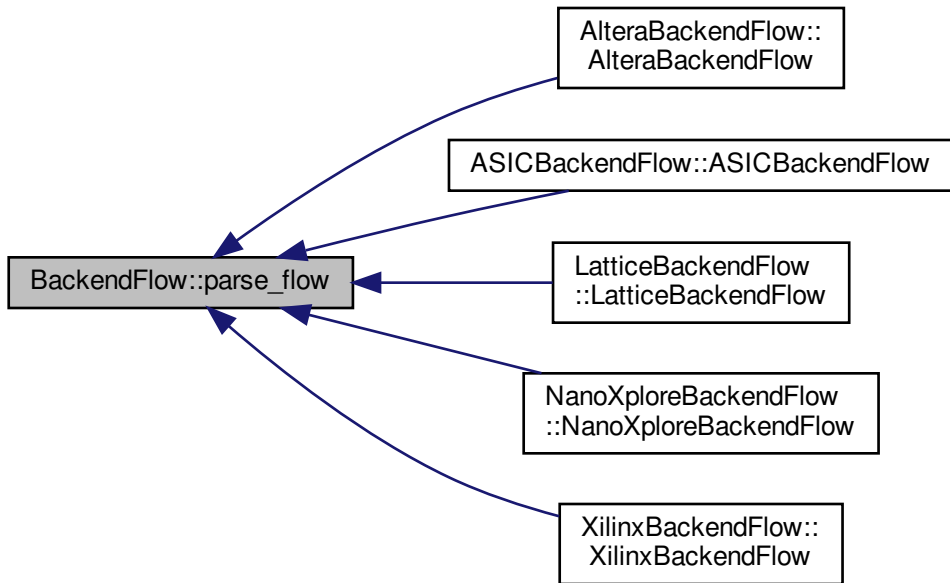 AlteraBackendFlow::
AlteraBackendFlow
ASICBackendFlow::ASICBackendFlow
BackendFlow::parse_flow
LatticeBackendFlow
::LatticeBackendFlow
NanoXploreBackendFlow
::NanoXploreBackendFlow
XilinxBackendFlow::
XilinxBackendFlow